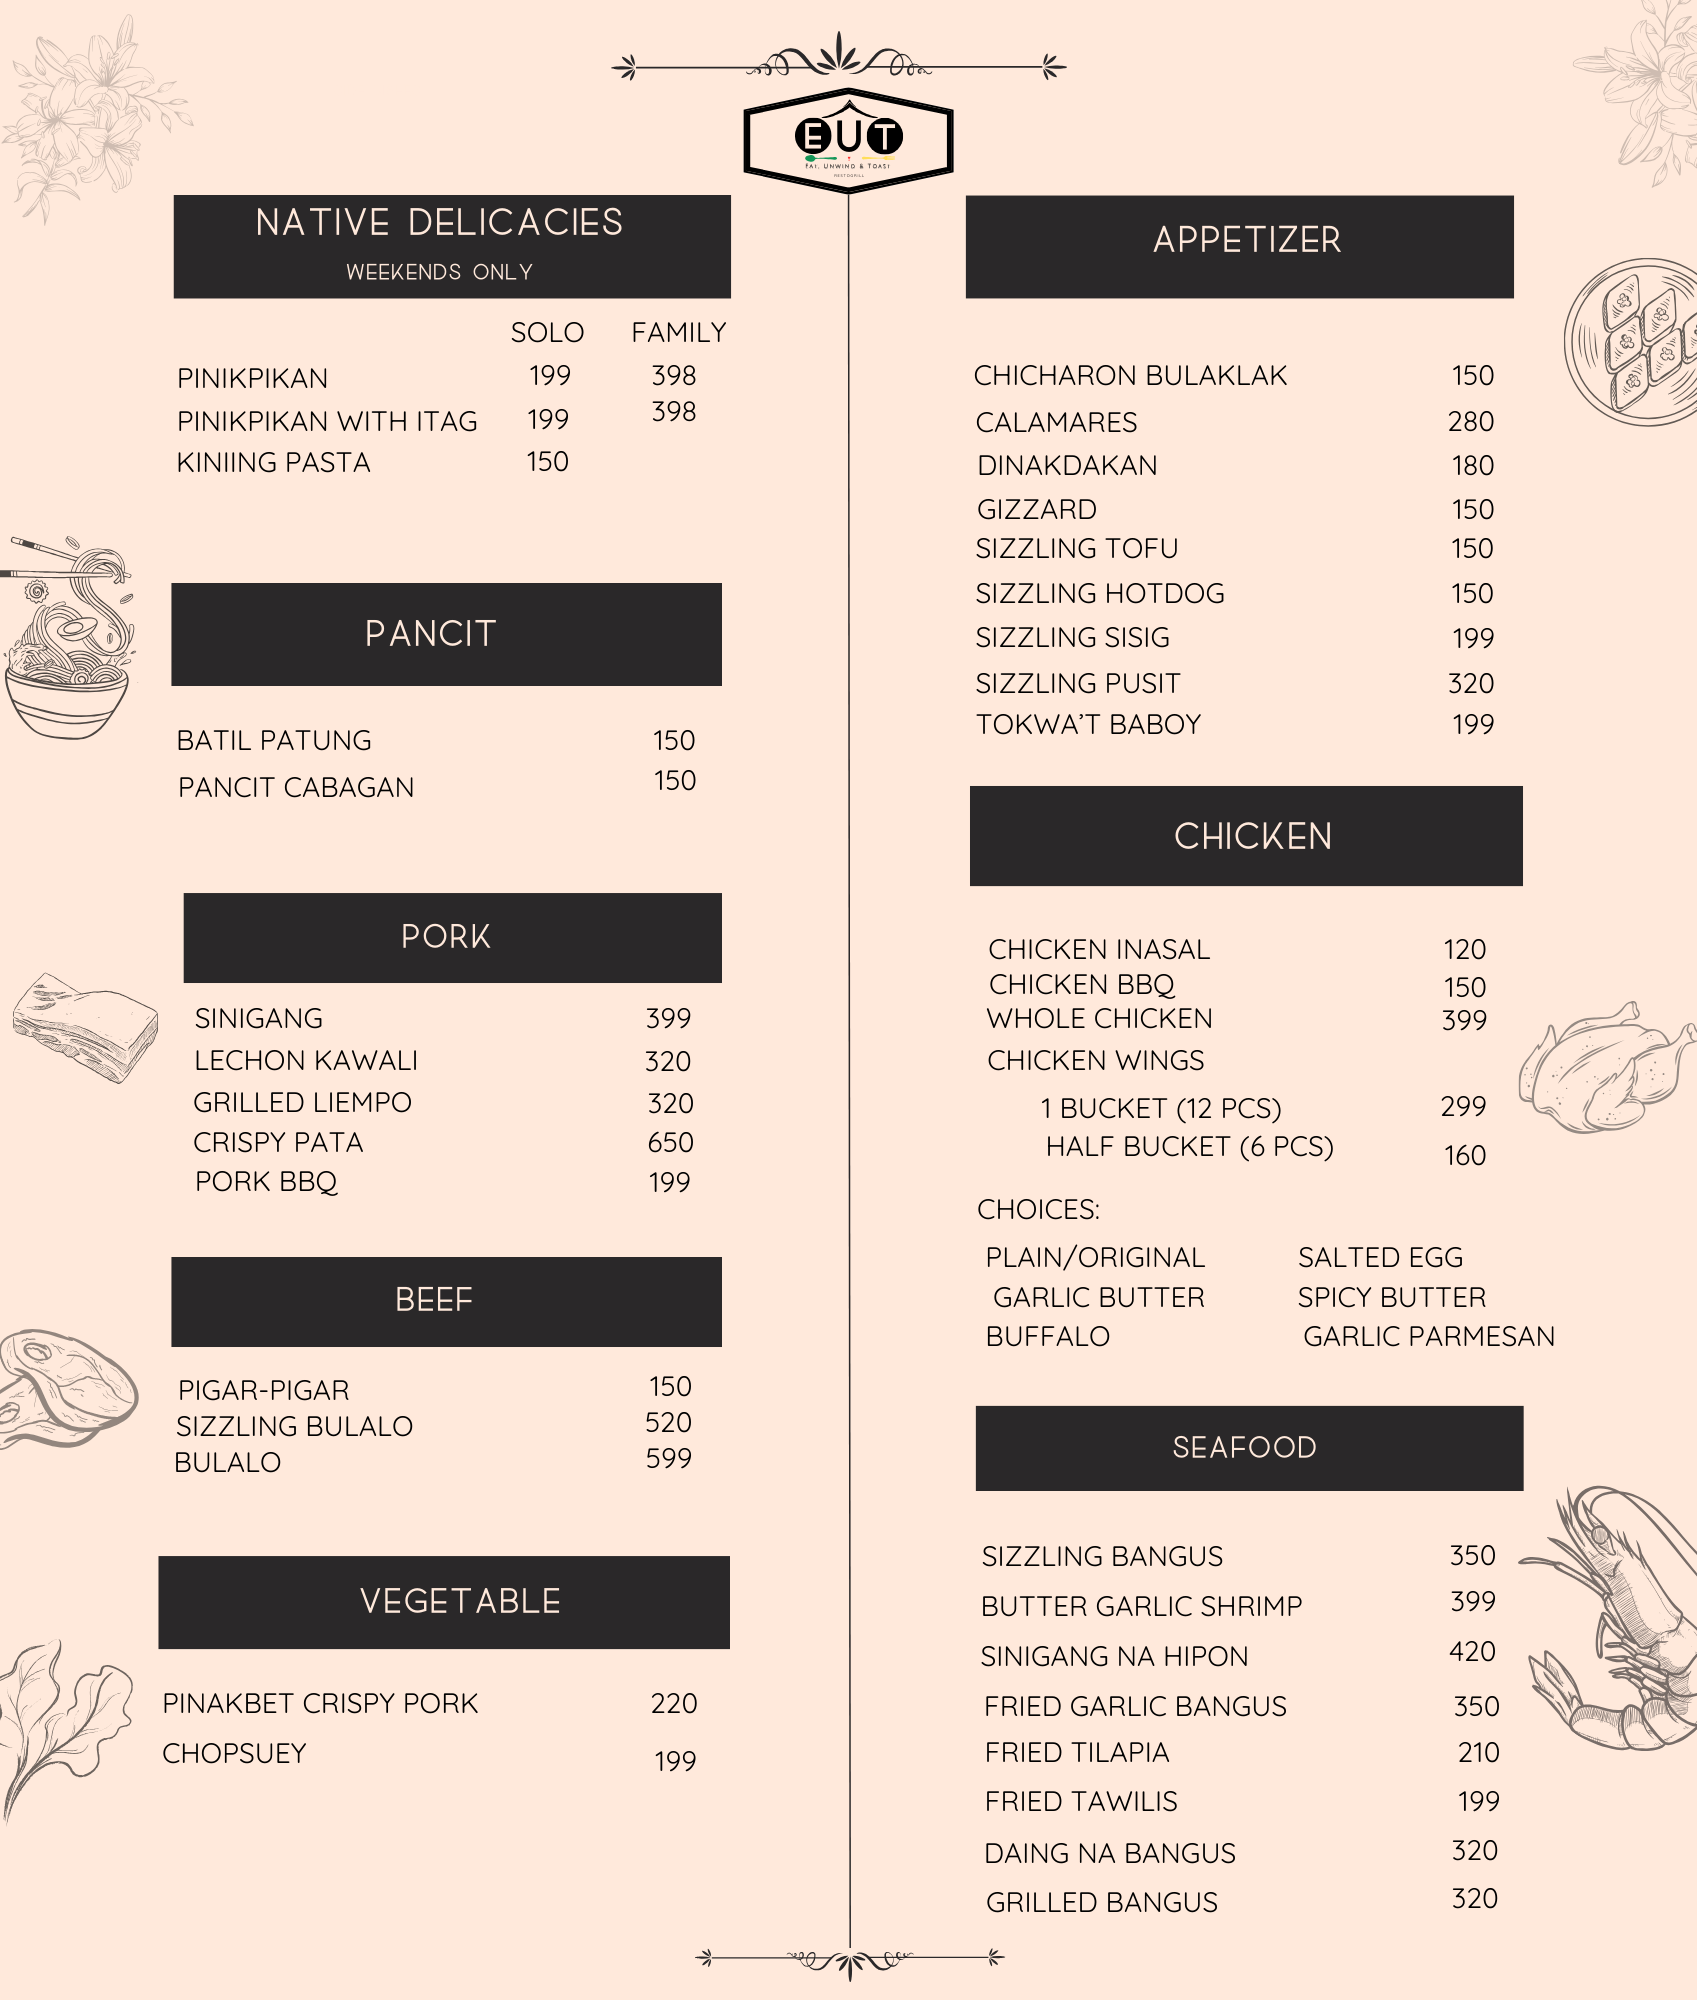 EUT
EAT, UNWIND & TOAST
RESTOGRILL
NATIVE DELICACIES
WEEKENDS ONLY
SOLO FAMILY
PINIKPIKAN 199 398
PINIKPIKAN WITH ITAG 199 398
KINIING PASTA 150
PANCIT
BATIL PATUNG 150
PANCIT CABAGAN 150
PORK
SINIGANG 399
LECHON KAWALI 320
GRILLED LIEMPO 320
CRISPY PATA 650
PORK BBQ 199
BEEF
PIGAR-PIGAR 150
SIZZLING BULALO 520
BULALO 599
VEGETABLE
PINAKBET CRISPY PORK 220
CHOPSUEY 199
APPETIZER
CHICHARON BULAKLAK 150
CALAMARES 280
DINAKDAKAN 180
GIZZARD 150
SIZZLING TOFU 150
SIZZLING HOTDOG 150
SIZZLING SISIG 199
SIZZLING PUSIT 320
TOKWA’T BABOY 199
CHICKEN
CHICKEN INASAL 120
CHICKEN BBQ 150
WHOLE CHICKEN 399
CHICKEN WINGS
1 BUCKET (12 PCS) 299
HALF BUCKET (6 PCS) 160
CHOICES:
PLAIN/ORIGINAL SALTED EGG
GARLIC BUTTER SPICY BUTTER
BUFFALO GARLIC PARMESAN
SEAFOOD
SIZZLING BANGUS 350
BUTTER GARLIC SHRIMP 399
SINIGANG NA HIPON 420
FRIED GARLIC BANGUS 350
FRIED TILAPIA 210
FRIED TAWILIS 199
DAING NA BANGUS 320
GRILLED BANGUS 320